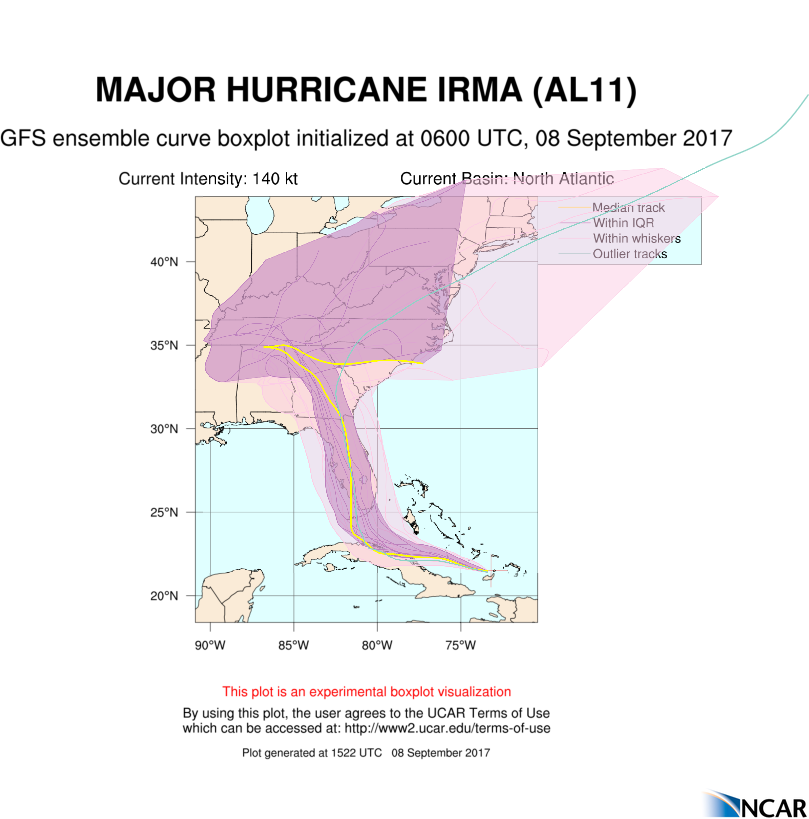 MAJOR HURRICANE IRMA (AL11)
GFS ensemble curve boxplot initialized at 0600 UTC, 08 September 2017
Current Intensity: 140 kt Current Basin: North Atlantic
Median track
Within IQR
Within whiskers
Outlier tracks
40°N
35°N
30°N
25°N
20°N
90°W 85°W 80°W 75°W
This plot is an experimental boxplot visualization
By using this plot, the user agrees to the UCAR Terms of Use
which can be accessed at: http://www2.ucar.edu/terms-of-use
Plot generated at 1522 UTC 08 September 2017
NCAR